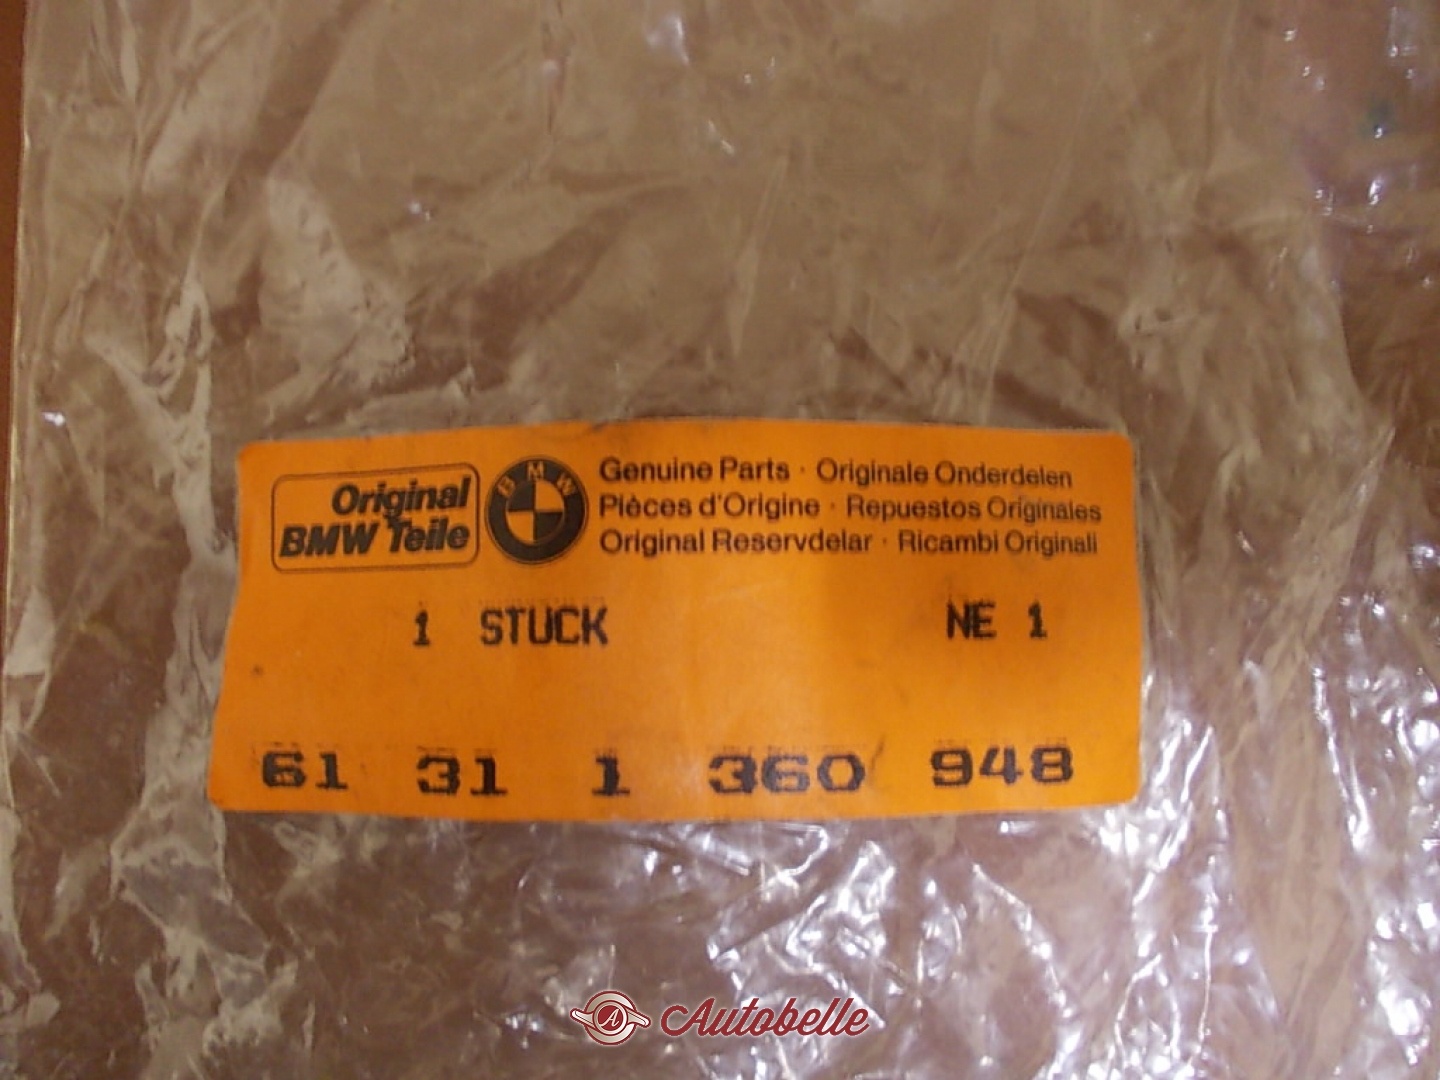 Original
BMW Teile
BMW
Genuine Parts · Originale Onderdelen
Pièces d'Origine · Repuestos Originales
Original Reservdelar · Ricambi Originali
1 STUCK NE 1
61 31 1 360 948
A Autobelle